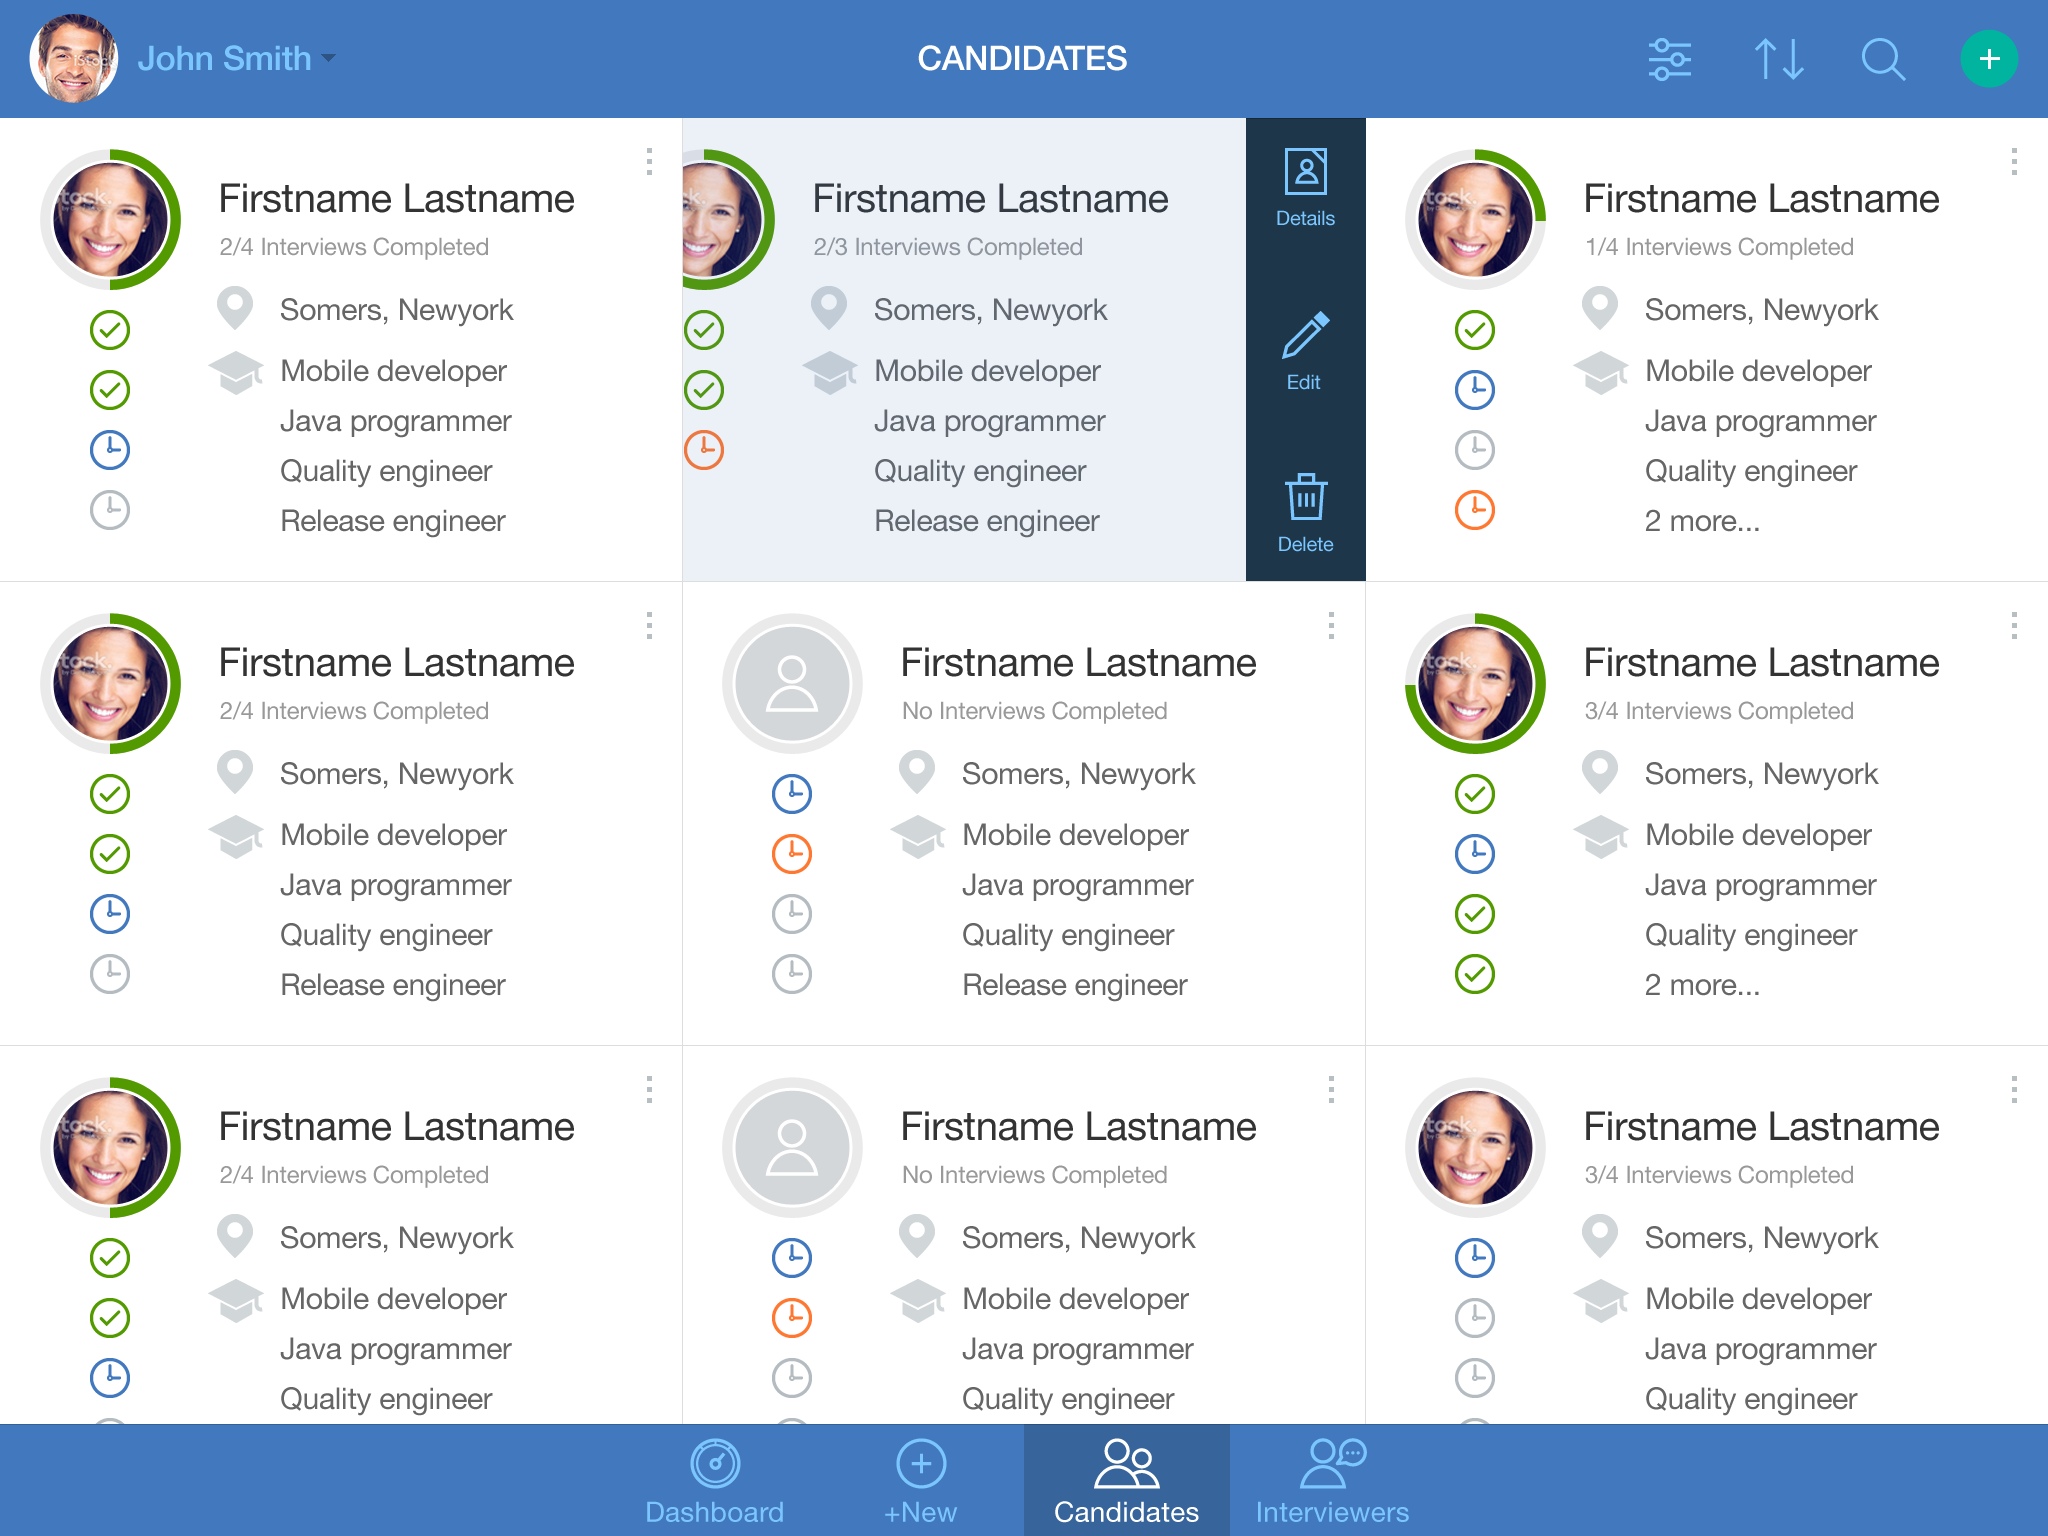 John Smith
CANDIDATES
Firstname Lastname
2/4 Interviews Completed
Somers, Newyork
Mobile developer
Java programmer
Quality engineer
Release engineer
Firstname Lastname
2/3 Interviews Completed
Somers, Newyork
Mobile developer
Java programmer
Quality engineer
Release engineer
Details
Edit
Delete
Firstname Lastname
1/4 Interviews Completed
Somers, Newyork
Mobile developer
Java programmer
Quality engineer
2 more...
Firstname Lastname
2/4 Interviews Completed
Somers, Newyork
Mobile developer
Java programmer
Quality engineer
Release engineer
Firstname Lastname
No Interviews Completed
Somers, Newyork
Mobile developer
Java programmer
Quality engineer
Release engineer
Firstname Lastname
3/4 Interviews Completed
Somers, Newyork
Mobile developer
Java programmer
Quality engineer
2 more...
Firstname Lastname
2/4 Interviews Completed
Somers, Newyork
Mobile developer
Java programmer
Quality engineer
Firstname Lastname
No Interviews Completed
Somers, Newyork
Mobile developer
Java programmer
Quality engineer
Firstname Lastname
3/4 Interviews Completed
Somers, Newyork
Mobile developer
Java programmer
Quality engineer
Dashboard
+New
Candidates
Interviewers